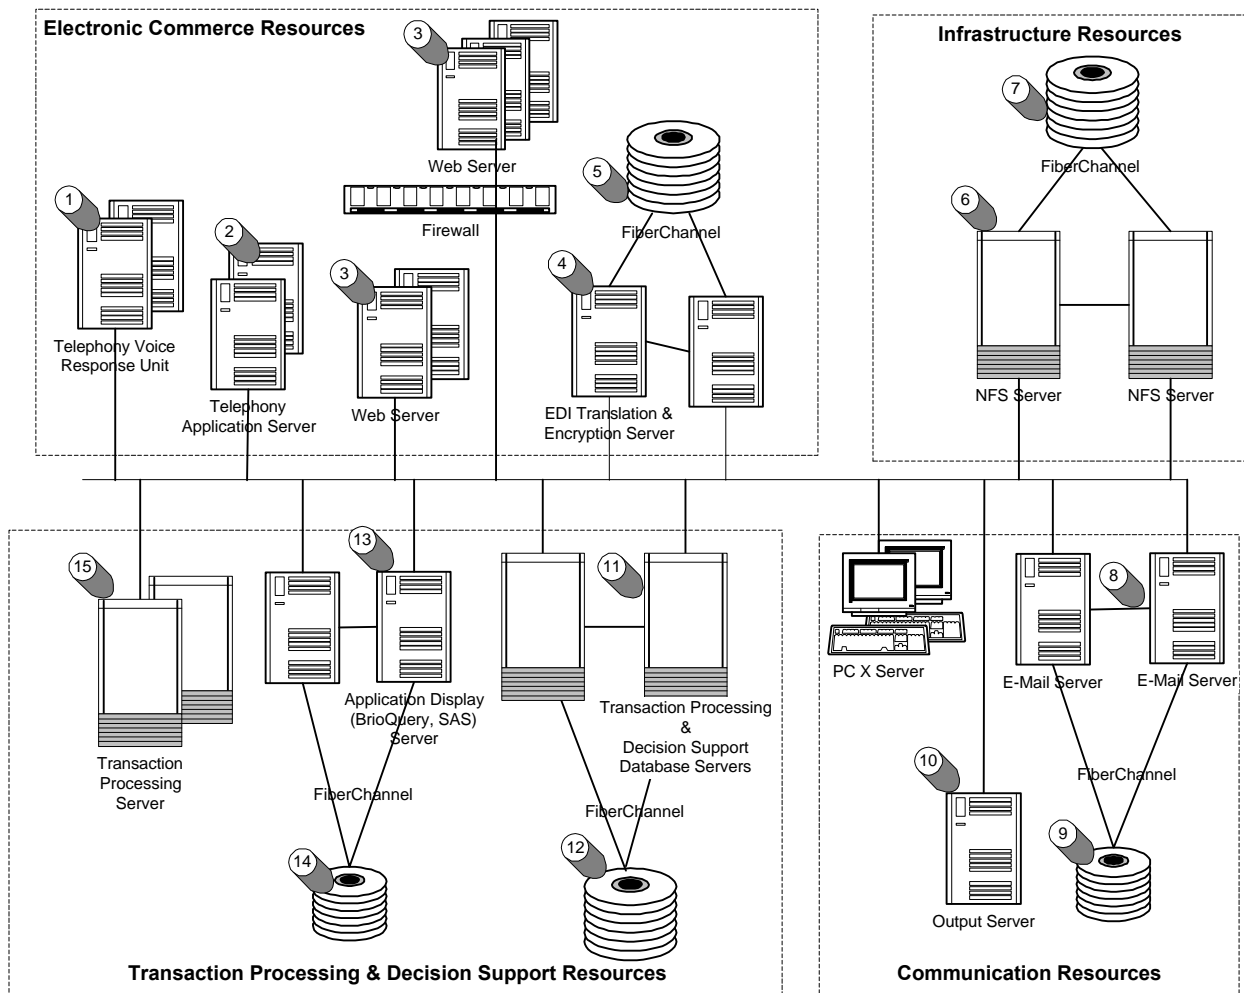 Electronic Commerce Resources
3
Web Server
Firewall
1
Telephony Voice
Response Unit
2
Telephony
Application Server
3
Web Server
5
FiberChannel
4
EDI Translation &
Encryption Server
Infrastructure Resources
7
FiberChannel
6
NFS Server
NFS Server
15
Transaction
Processing
Server
13
Application Display
(BrioQuery, SAS)
Server
FiberChannel
14
11
Transaction Processing
&
Decision Support
Database Servers
FiberChannel
12
Transaction Processing & Decision Support Resources
PC X Server
8
E-Mail Server
E-Mail Server
FiberChannel
10
Output Server
9
Communication Resources